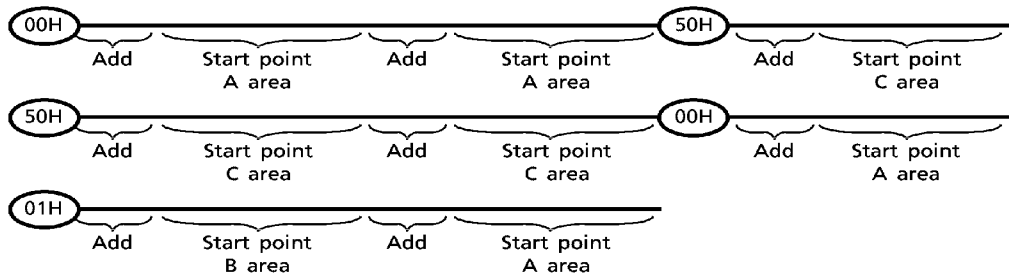 00H 50H
Add Start point Add Start point Add Start point
A area A area C area
50H 00H
Add Start point Add Start point Add Start point
C area C area A area
01H
Add Start point Add Start point
B area A area